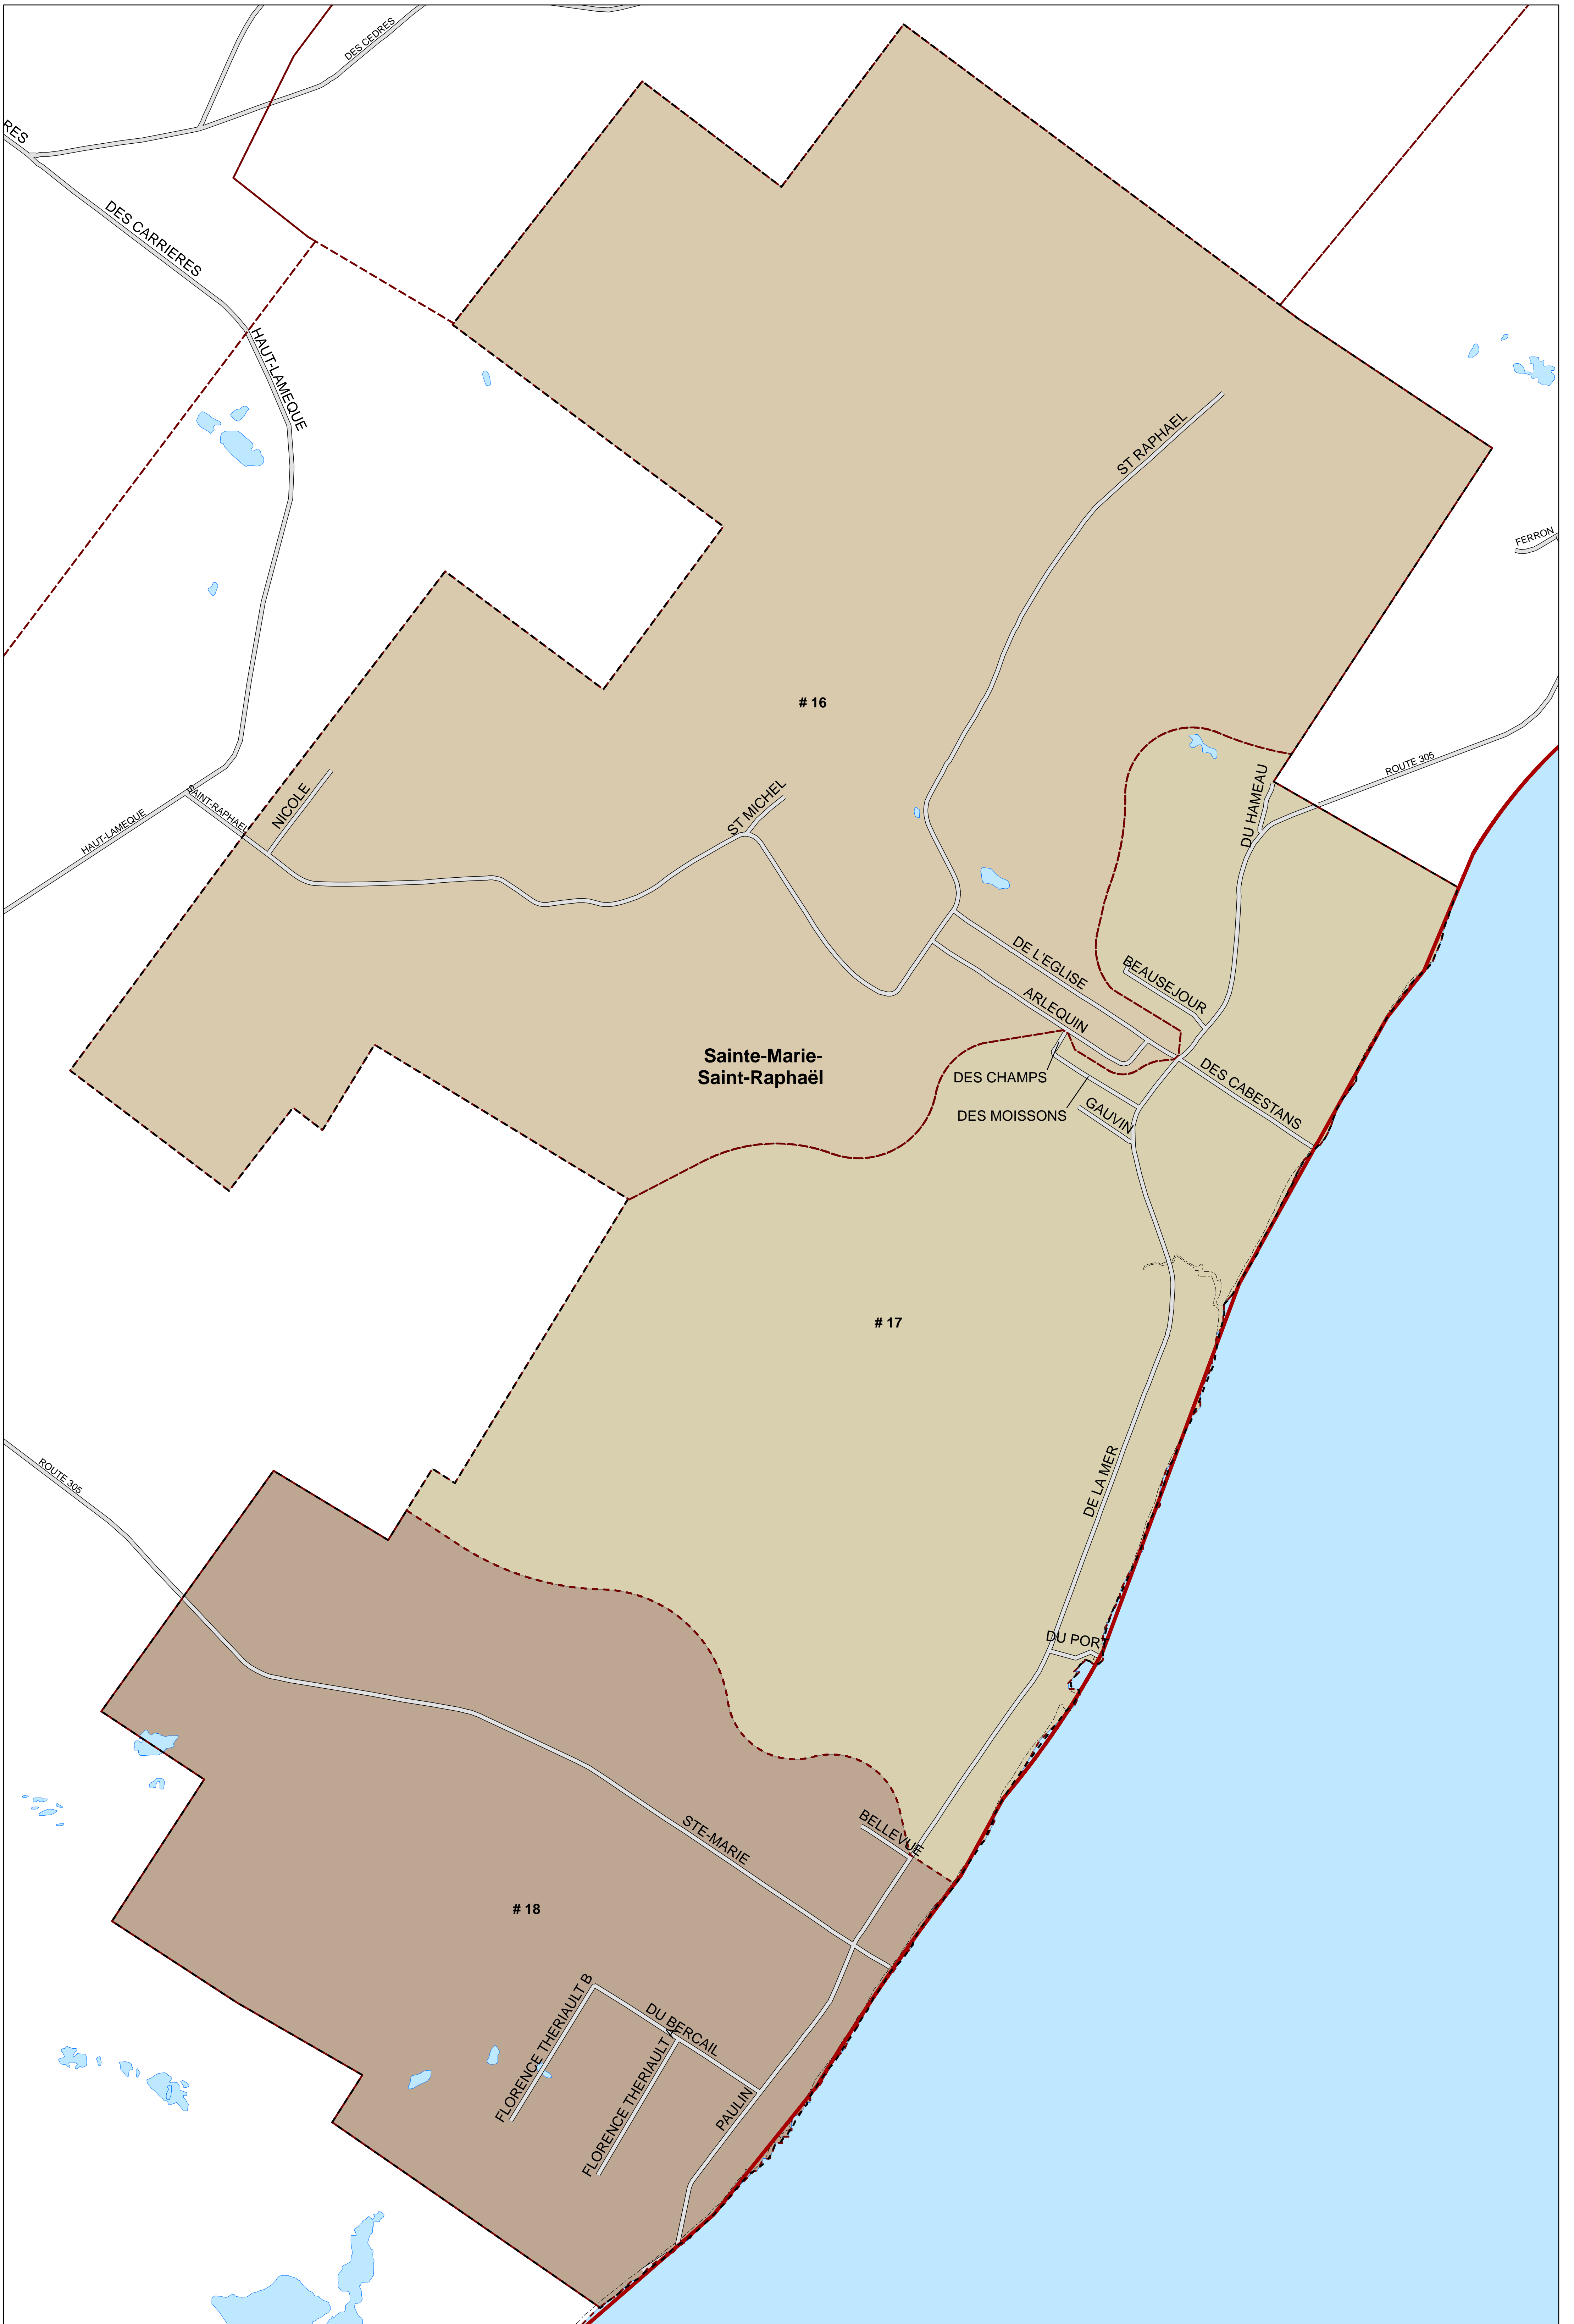 DES CEDRES
RES
DES CARRIERES
HAUT-LAMEQUE
ST RAPHAEL
FERRON
# 16
ROUTE 305
DU HAMEAU
NICOLE
SAINT-RAPHAEL
HAUT-LAMEQUE
ST MICHEL
DE L'EGLISE
BEAUSEJOUR
ARLEQUIN
Sainte-Marie-
Saint-Raphaël
DES CHAMPS
DES CABESTANS
DES MOISSONS
GAUVIN
# 17
DE LA MER
ROUTE 305
DU PORT
BELLEVUE
STE-MARIE
# 18
FLORENCE THERIAULT B
DU BERCAIL
FLORENCE THERIAULT A
PAULIN